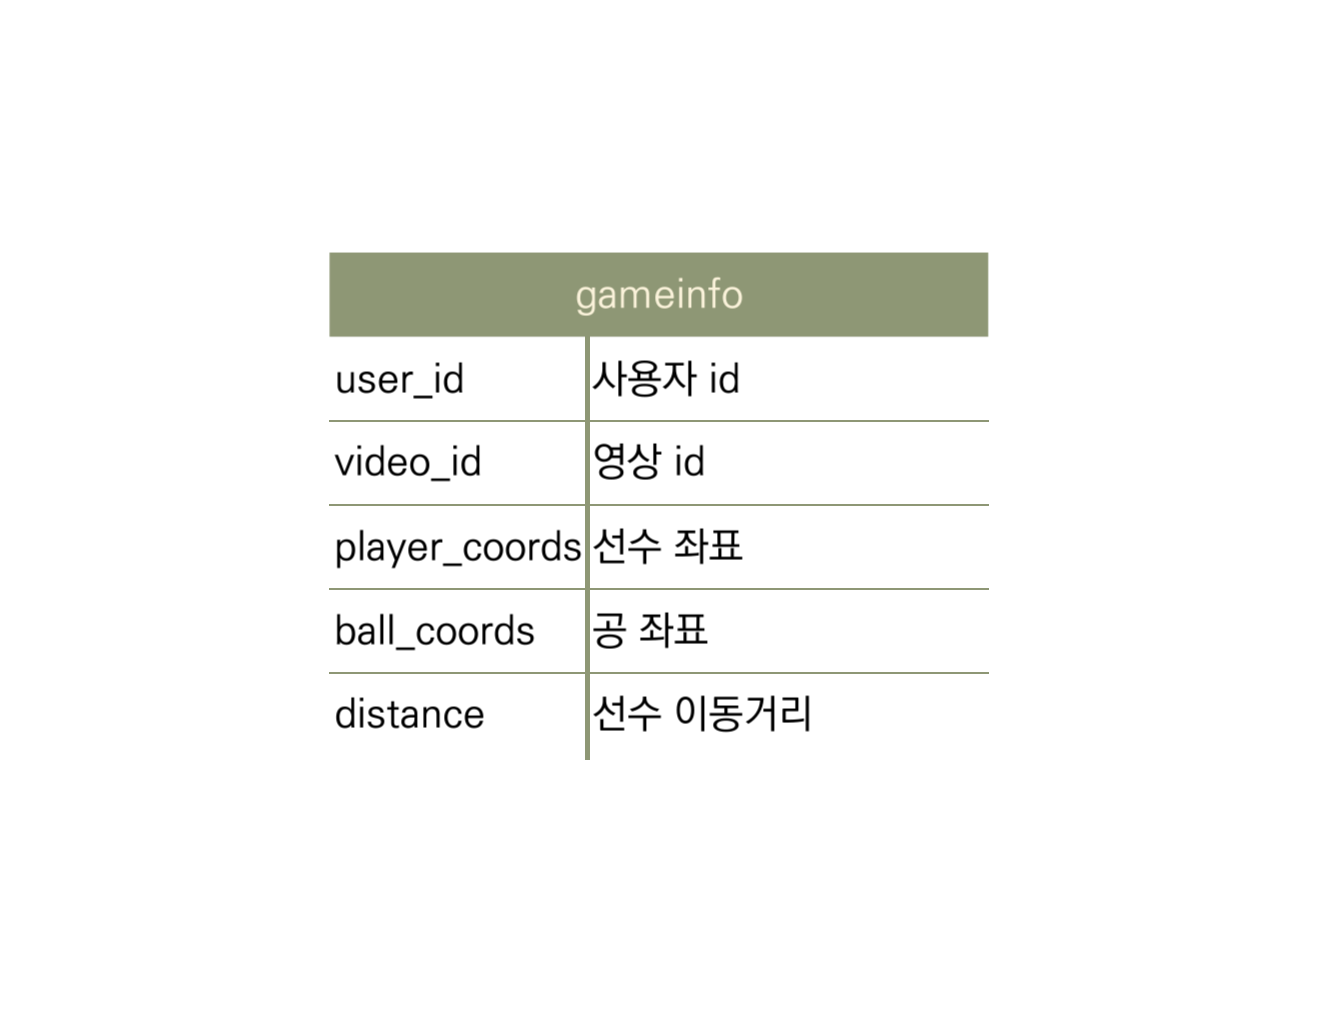 gameinfo
user_id 사용자 id
video_id 영상 id
player_coords 선수 좌표
ball_coords 공 좌표
distance 선수 이동거리